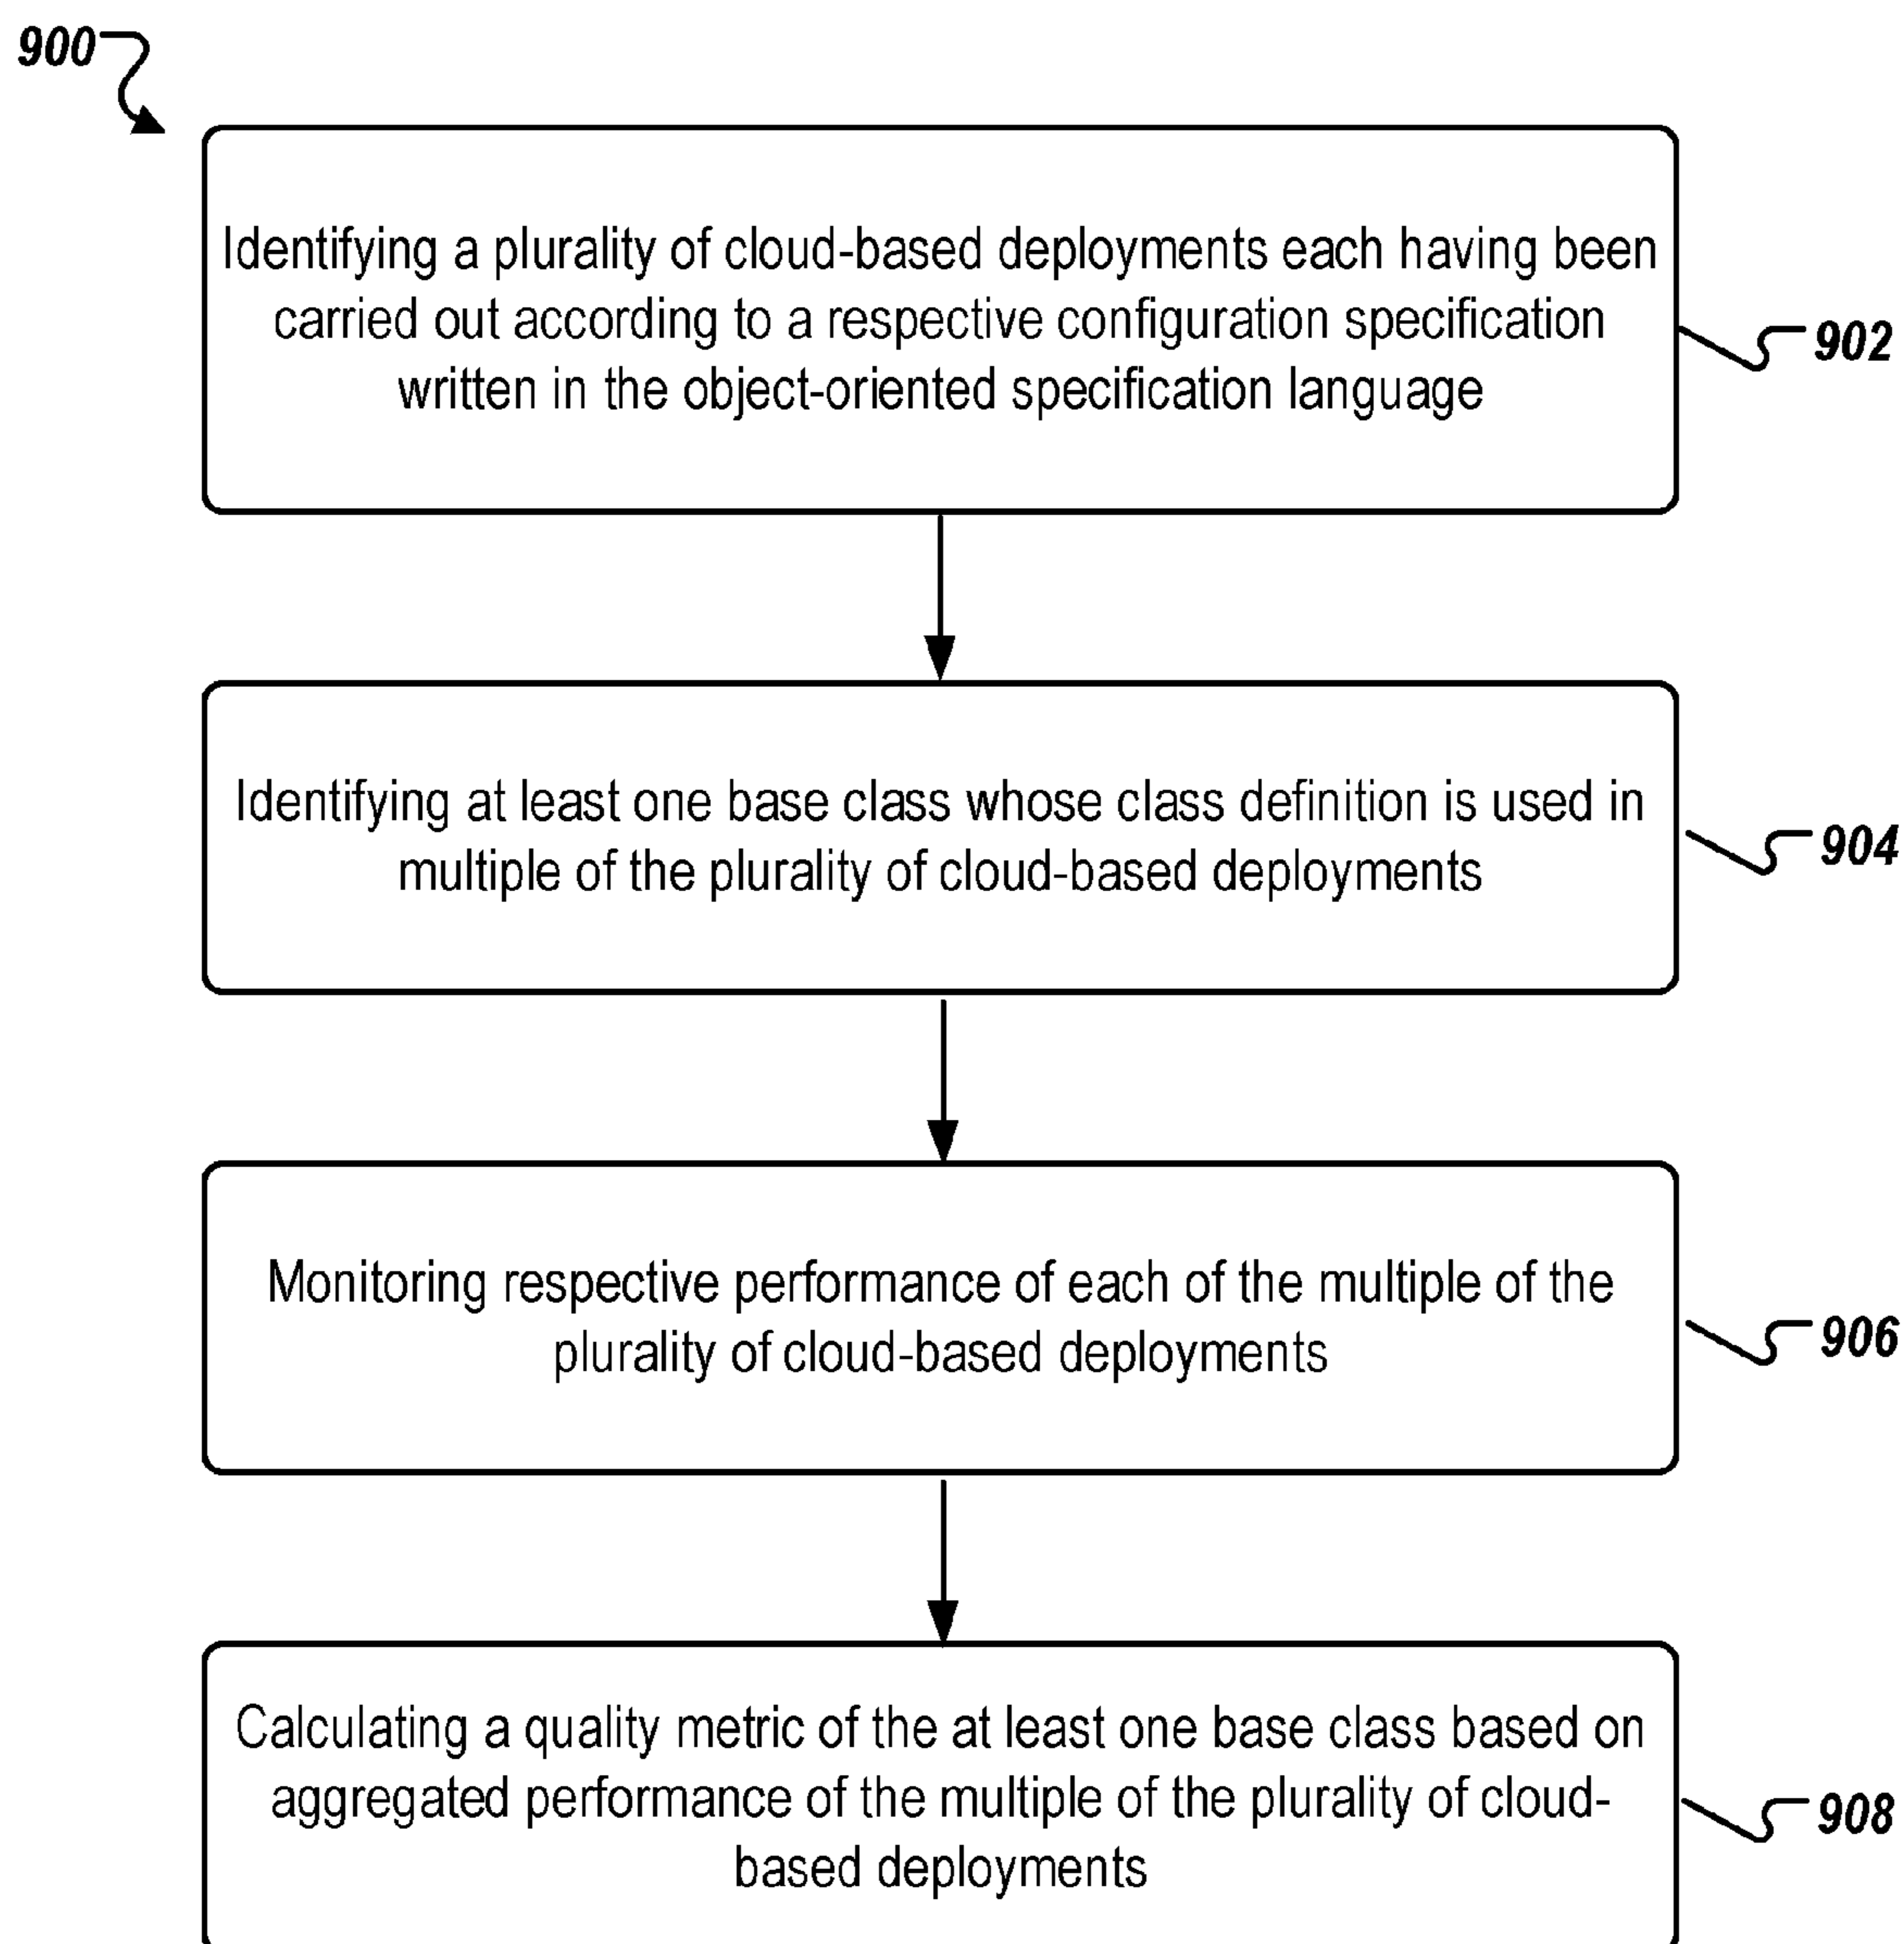 900
Identifying a plurality of cloud-based deployments each having been
carried out according to a respective configuration specification
written in the object-oriented specification language
902
Identifying at least one base class whose class definition is used in
multiple of the plurality of cloud-based deployments
904
Monitoring respective performance of each of the multiple of the
plurality of cloud-based deployments
906
Calculating a quality metric of the at least one base class based on
aggregated performance of the multiple of the plurality of cloud-
based deployments
908